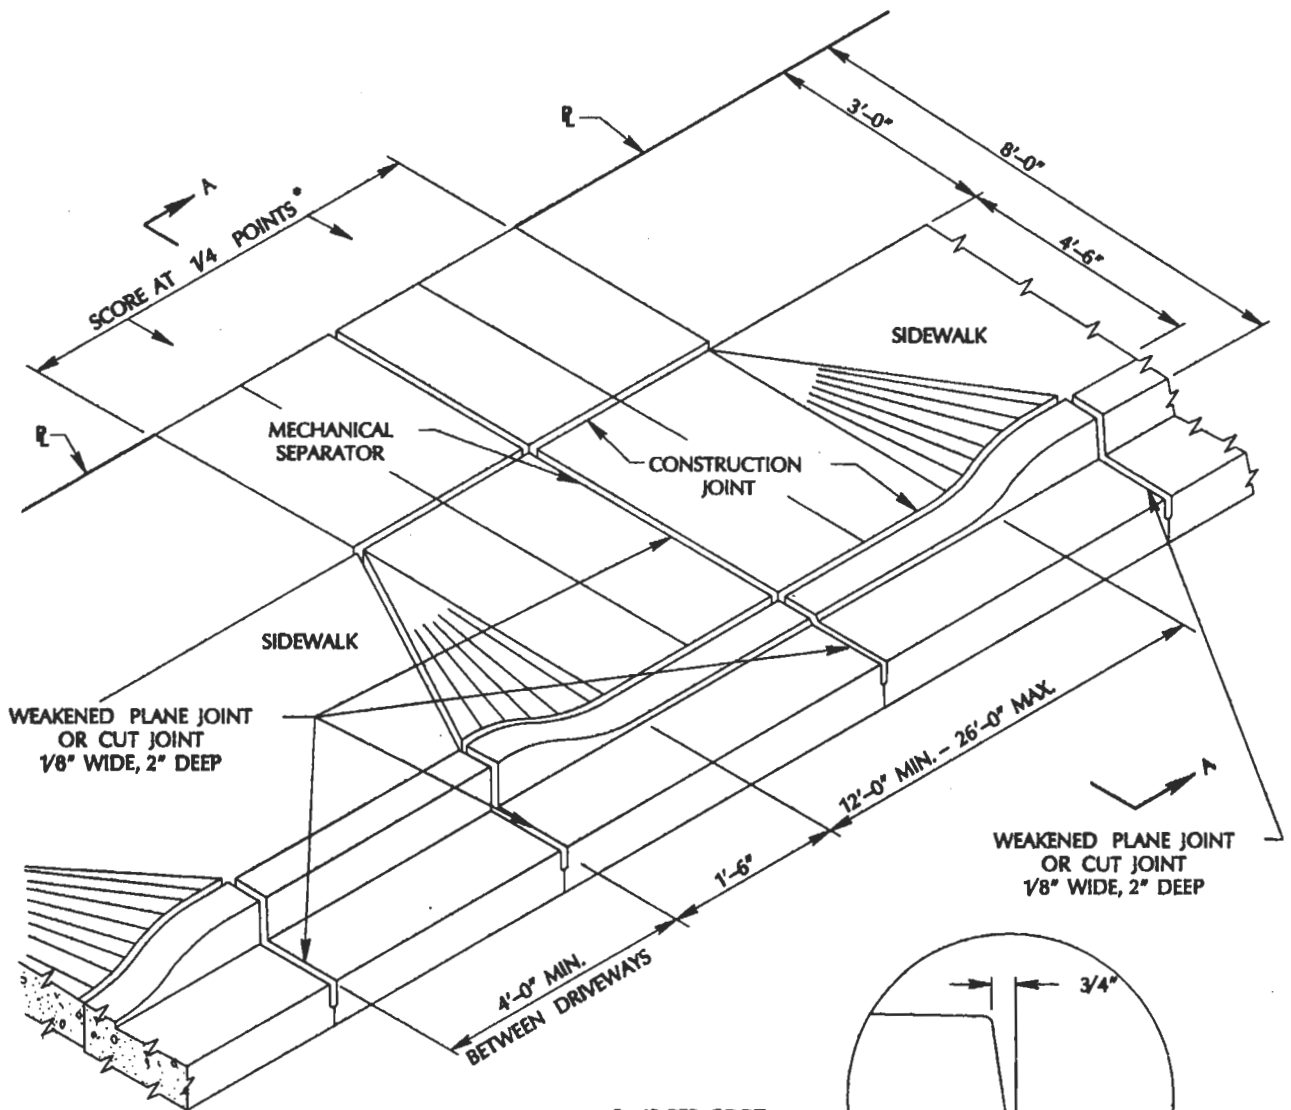 3'-0"
8'-0"
PL
A
SCORE AT 1/4 POINTS*
4'-6"
SIDEWALK
MECHANICAL
SEPARATOR
PL
CONSTRUCTION
JOINT
SIDEWALK
WEAKENED PLANE JOINT
OR CUT JOINT
1/8" WIDE, 2" DEEP
12'-0" MIN. - 26'-0" MAX.
A
WEAKENED PLANE JOINT
OR CUT JOINT
1/8" WIDE, 2" DEEP
1'-6"
4'-0" MIN.
BETWEEN DRIVEWAYS
3/4"